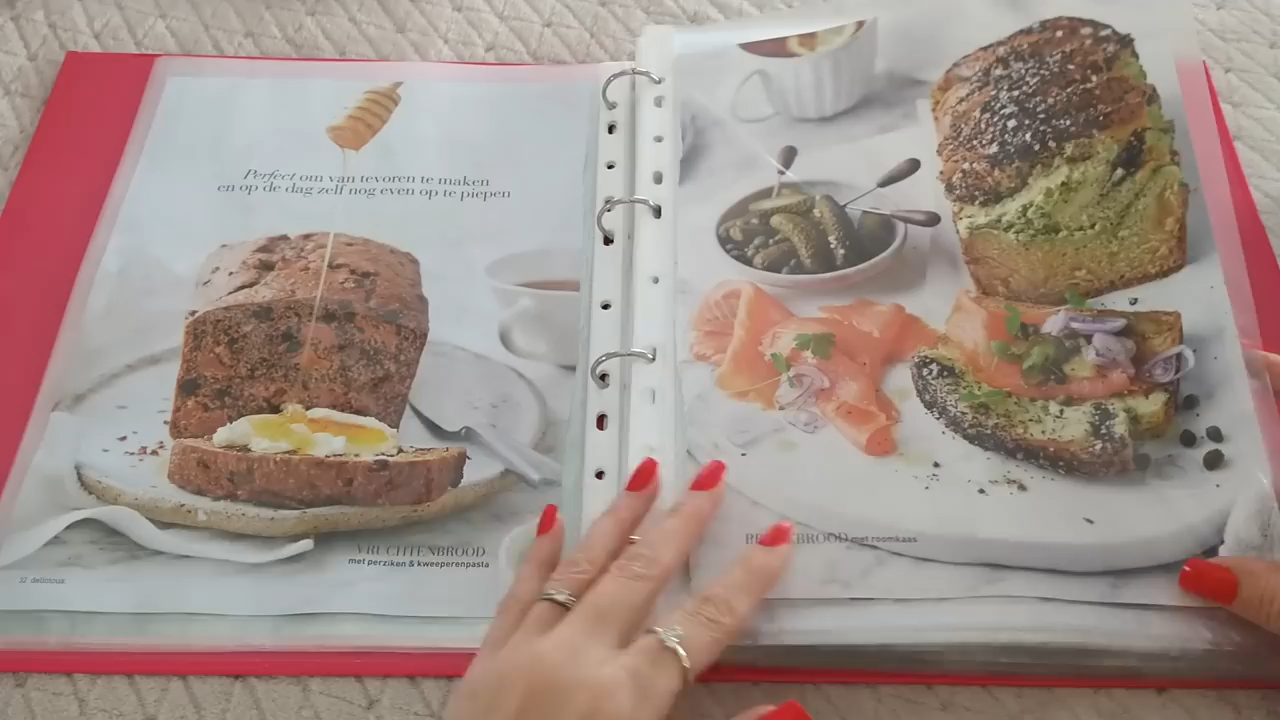 Perfect om van tevoren te maken
en op de dag zelf nog even op te piepen
VRUCHTENBROOD
met perziken & kweeperenpasta
32 delicious.
met roomkaas